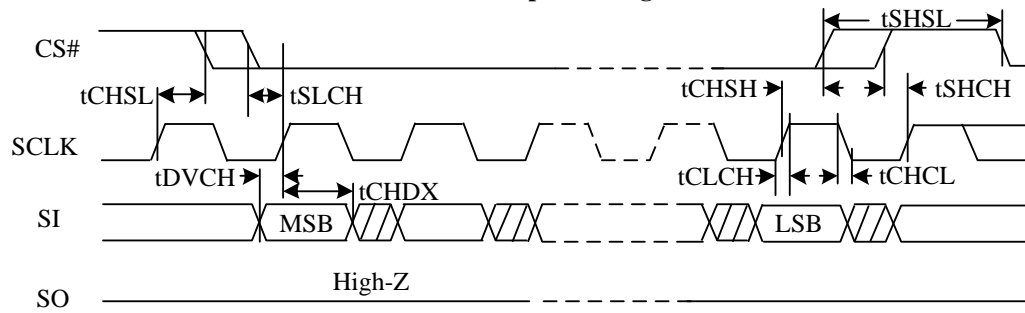 tSHSL
CS#
tCHSL
tSLCH
tCHSH
tSHCH
SCLK
tDVCH
tCHDX
tCLCH
tCHCL
SI
MSB
LSB
High-Z
SO